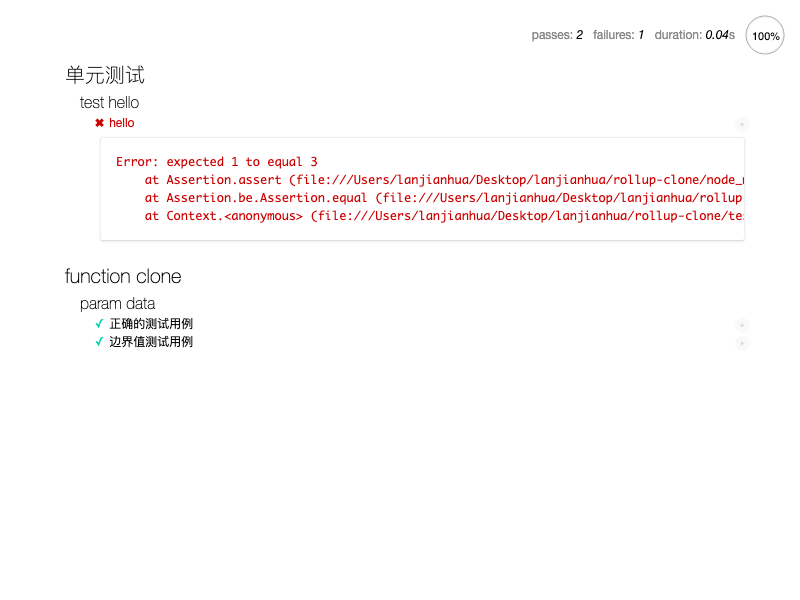 passes: 2 failures: 1 duration: 0.04s 100%
单元测试
test hello
✖ hello
Error: expected 1 to equal 3
at Assertion.assert (file:///Users/lanjianhua/Desktop/lanjianhua/rollup-clone/node_
at Assertion.be.Assertion.equal (file:///Users/lanjianhua/Desktop/lanjianhua/rollup
at Context.<anonymous> (file:///Users/lanjianhua/Desktop/lanjianhua/rollup-clone/te
function clone
param data
✓ 正确的测试用例
✓ 边界值测试用例